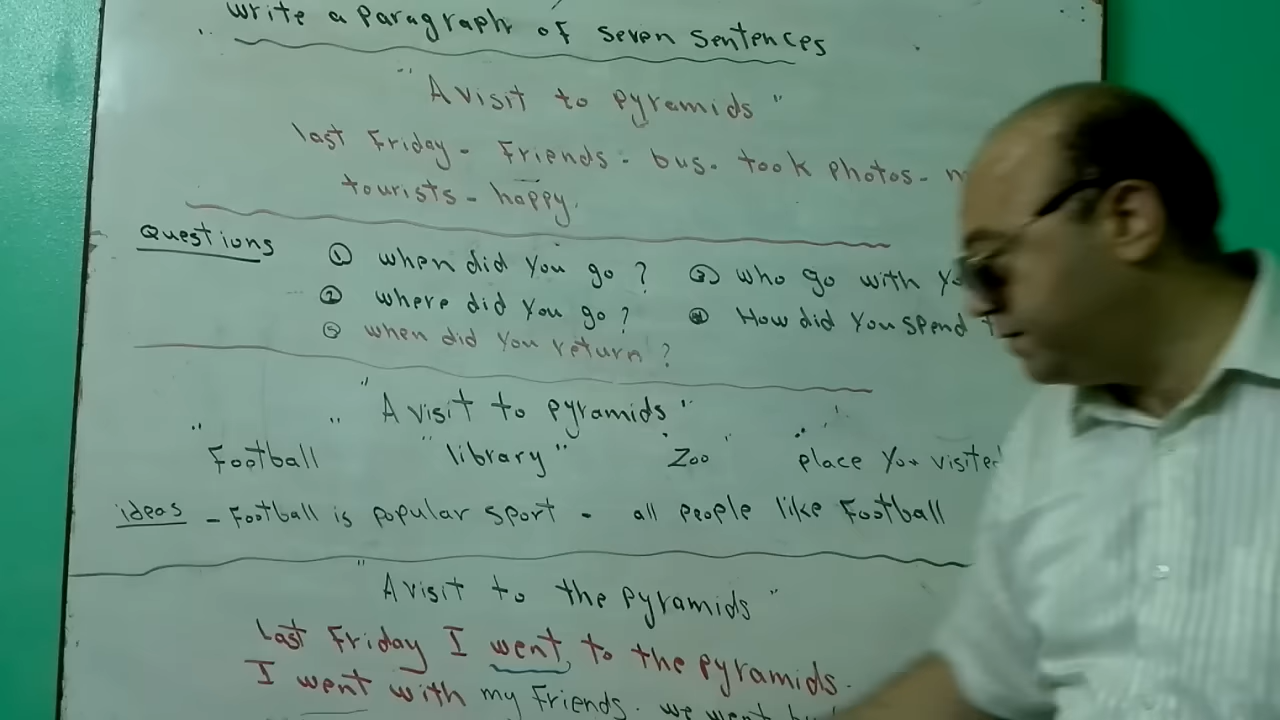 write a paragraph of seven sentences
"A visit to pyramids"
last Friday - Friends - bus. took photos -
tourists - happy.
Questions ① when did you go ? ③ who go with
② where did you go ? ④ How did you spend
⑤ when did you return ?
"A visit to pyramids"
"Football "library" "Zoo" "place you visited
ideas - Football is popular sport - all people like Football
"A visit to the pyramids"
Last Friday I went to the pyramids.
I went with my Friends. we went